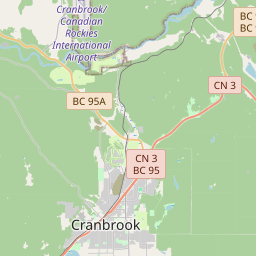 Cranbrook/
Canadian
Rockies
International
Airport
BC
BC
CN 3
BC 95A
CN 3
BC 95
Cranbrook